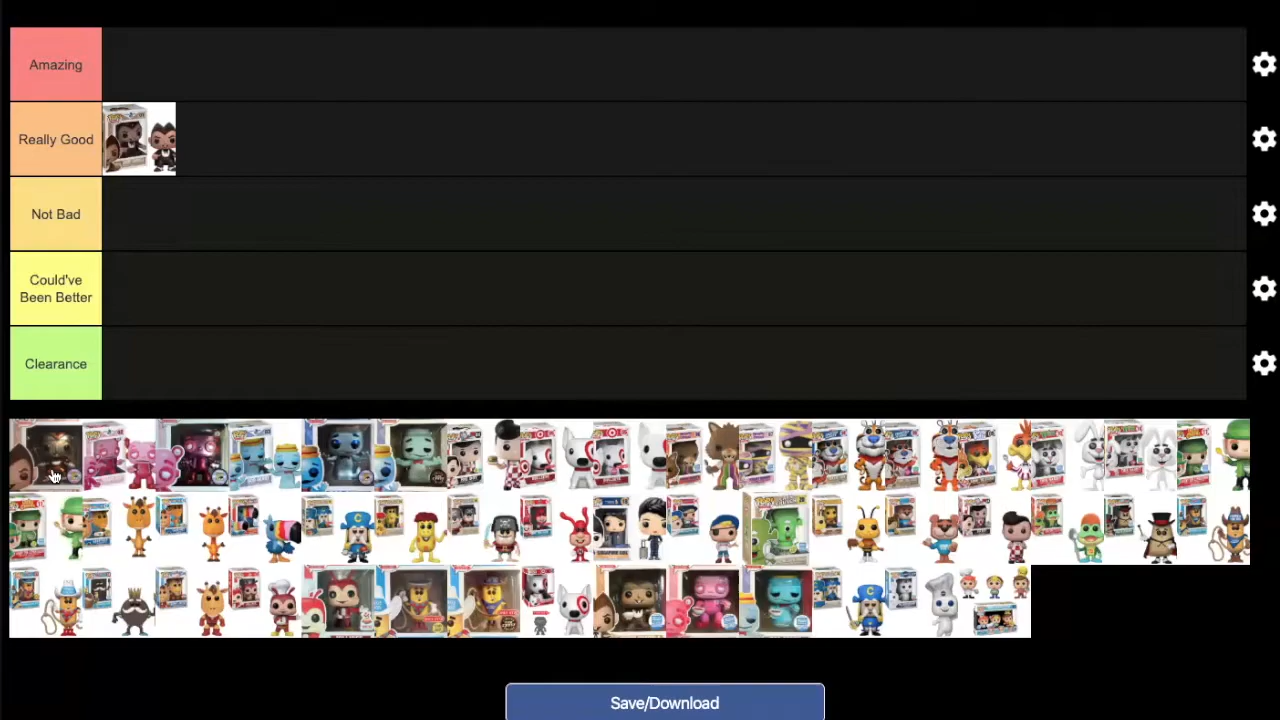 Amazing
Really Good
Not Bad
Could've
Been Better
Clearance
Save/Download